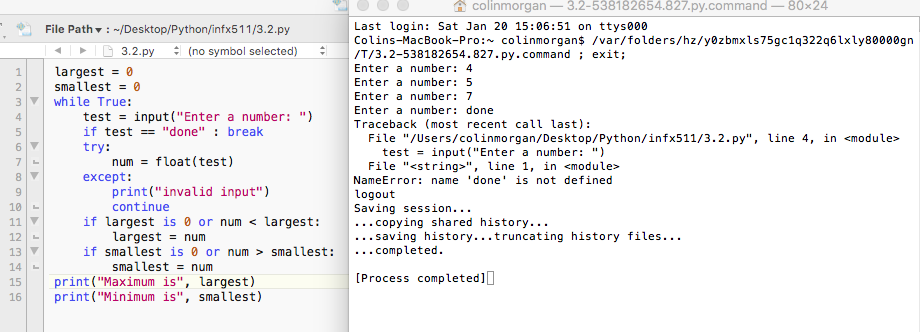 File Path ▾ : ~/Desktop/Python/infx511/3.2.py
3.2.py
(no symbol selected)
1 largest = 0
2 smallest = 0
3 while True:
4 test = input("Enter a number: ")
5 if test == "done" : break
6 try:
7 num = float(test)
8 except:
9 print("invalid input")
10 continue
11 if largest is 0 or num < largest:
12 largest = num
13 if smallest is 0 or num > smallest:
14 smallest = num
15 print("Maximum is", largest)
16 print("Minimum is", smallest)
colinmorgan — 3.2-538182654.827.py.command — 80×24
Last login: Sat Jan 20 15:06:51 on ttys000
Colins-MacBook-Pro:~ colinmorgan$ /var/folders/hz/y0zbmxls75gc1q322q6lxly80000gn
/T/3.2-538182654.827.py.command ; exit;
Enter a number: 4
Enter a number: 5
Enter a number: 7
Enter a number: done
Traceback (most recent call last):
File "/Users/colinmorgan/Desktop/Python/infx511/3.2.py", line 4, in <module>
test = input("Enter a number: ")
File "<string>", line 1, in <module>
NameError: name 'done' is not defined
logout
Saving session...
...copying shared history...
...saving history...truncating history files...
...completed.
[Process completed]